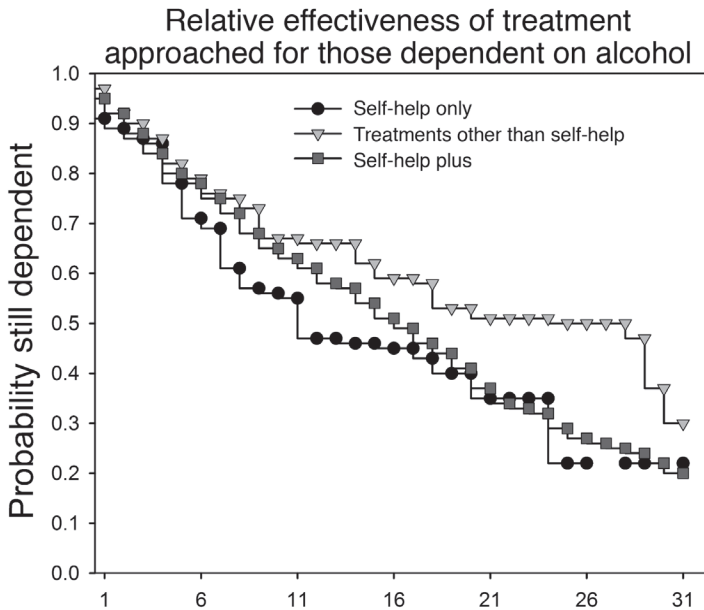 Relative effectiveness of treatment
approached for those dependent on alcohol
Self-help only
Treatments other than self-help
Self-help plus
Probability still dependent
1.0
0.9
0.8
0.7
0.6
0.5
0.4
0.3
0.2
0.1
0.0
1 6 11 16 21 26 31